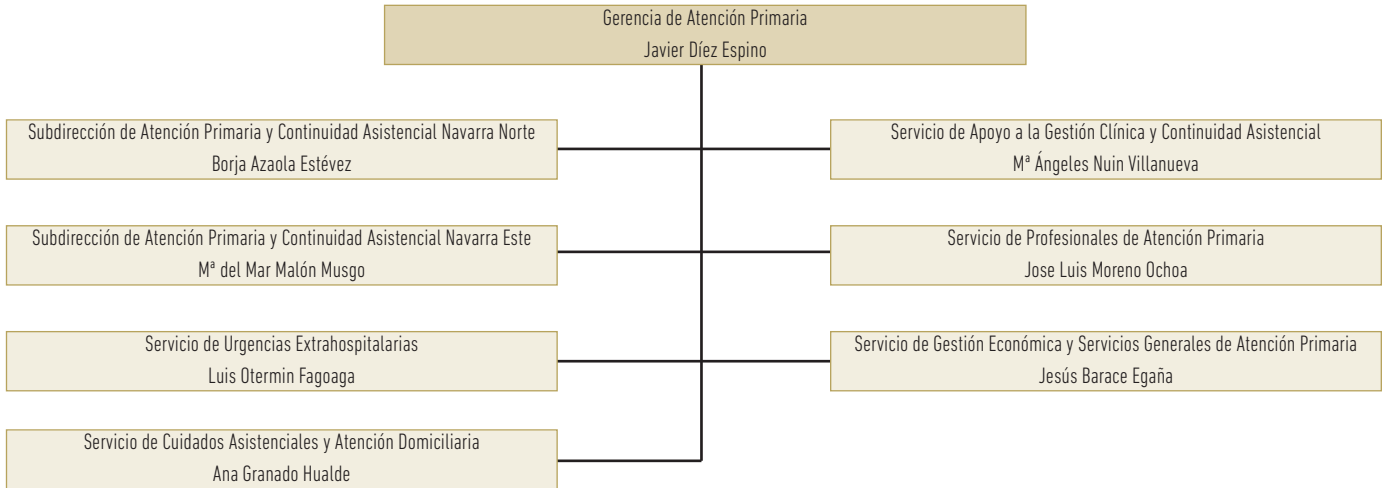 Gerencia de Atención Primaria
Javier Díez Espino
Subdirección de Atención Primaria y Continuidad Asistencial Navarra Norte
Borja Azaola Estévez
Servicio de Apoyo a la Gestión Clínica y Continuidad Asistencial
Mª Ángeles Nuin Villanueva
Subdirección de Atención Primaria y Continuidad Asistencial Navarra Este
Mª del Mar Malón Musgo
Servicio de Profesionales de Atención Primaria
Jose Luis Moreno Ochoa
Servicio de Urgencias Extrahospitalarias
Luis Otermin Fagoaga
Servicio de Gestión Económica y Servicios Generales de Atención Primaria
Jesús Barace Egaña
Servicio de Cuidados Asistenciales y Atención Domiciliaria
Ana Granado Hualde